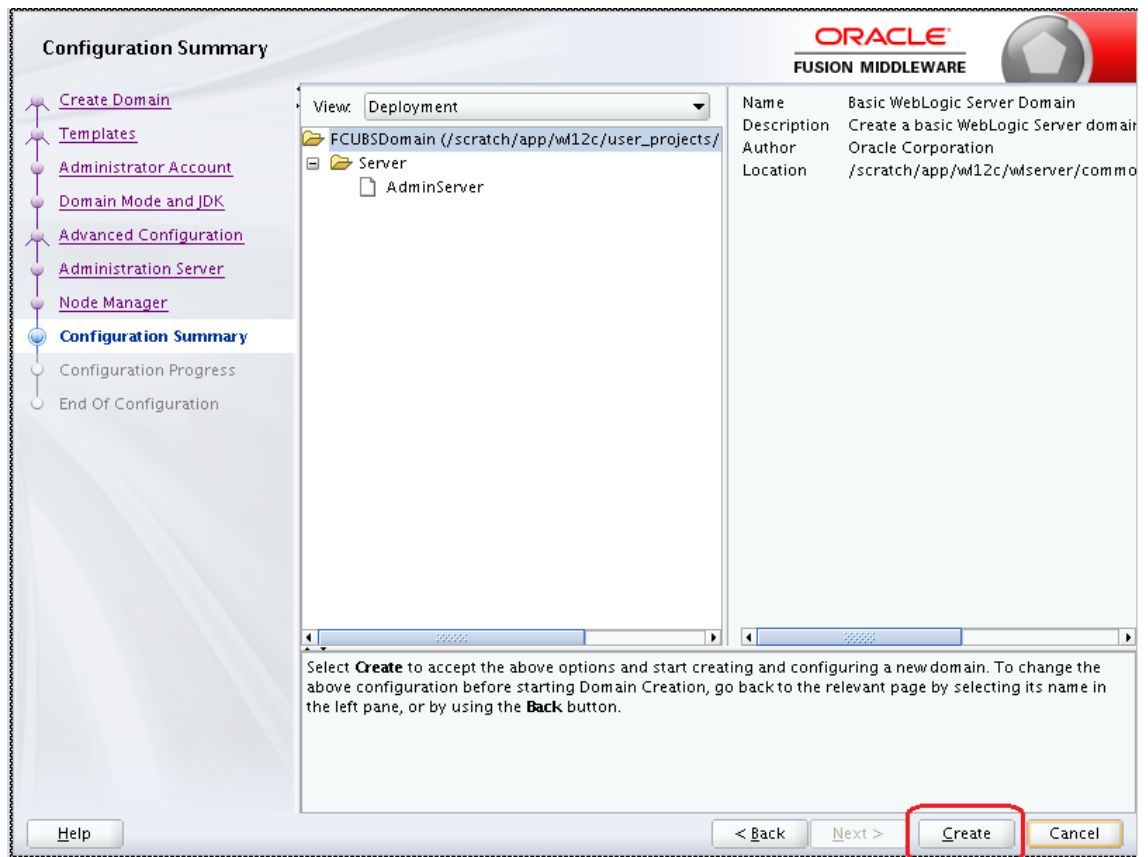 Configuration Summary
ORACLE
FUSION MIDDLEWARE
Create Domain
Templates
Administrator Account
Domain Mode and JDK
Advanced Configuration
Administration Server
Node Manager
Configuration Summary
Configuration Progress
End Of Configuration
View: Deployment
FCUBSDomain (/scratch/app/wl12c/user_projects/
Server
AdminServer
Name Basic WebLogic Server Domain
Description Create a basic WebLogic Server domain
Author Oracle Corporation
Location /scratch/app/wl12c/wlserver/commo
Select Create to accept the above options and start creating and configuring a new domain. To change the
above configuration before starting Domain Creation, go back to the relevant page by selecting its name in
the left pane, or by using the Back button.
Help
< Back
Next >
Create
Cancel